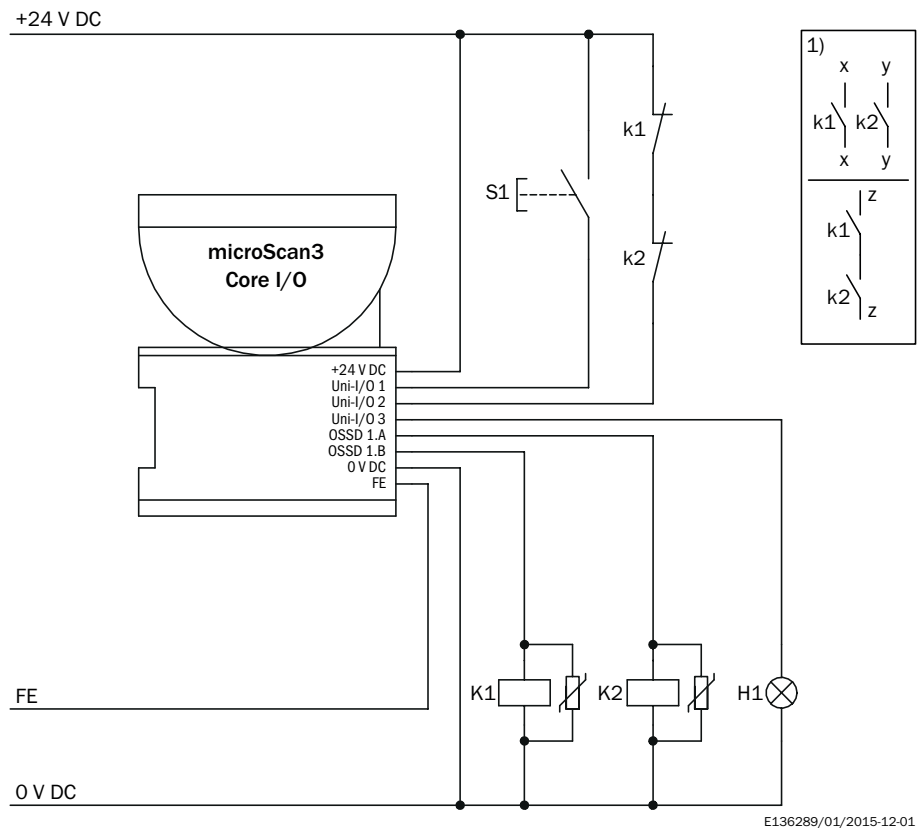 +24 V DC
1)
x y
k1 k2
x y
z
k1
k2
z
k1
S1
k2
microScan3
Core I/O
+24 V DC
Uni-I/O 1
Uni-I/O 2
Uni-I/O 3
OSSD 1.A
OSSD 1.B
0 V DC
FE
K1
K2
H1
FE
0 V DC
E136289/01/2015-12-01